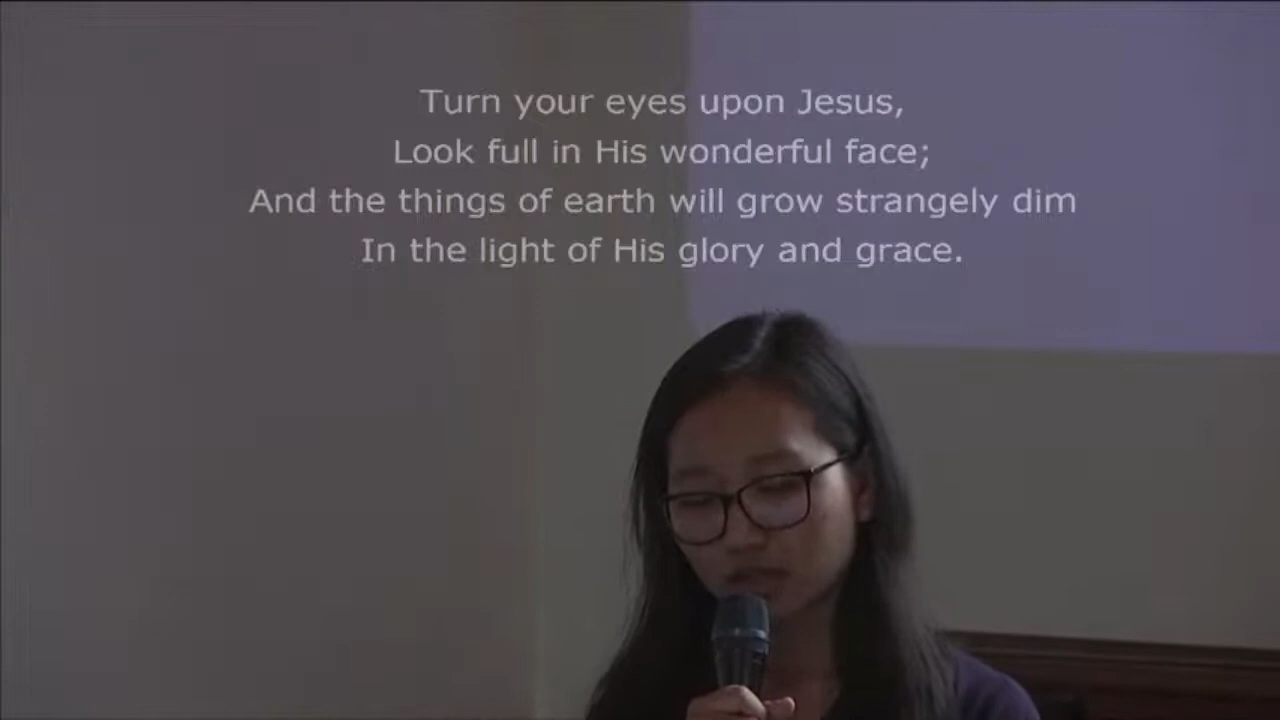 Turn your eyes upon Jesus,
Look full in His wonderful face;
And the things of earth will grow strangely dim
In the light of His glory and grace.